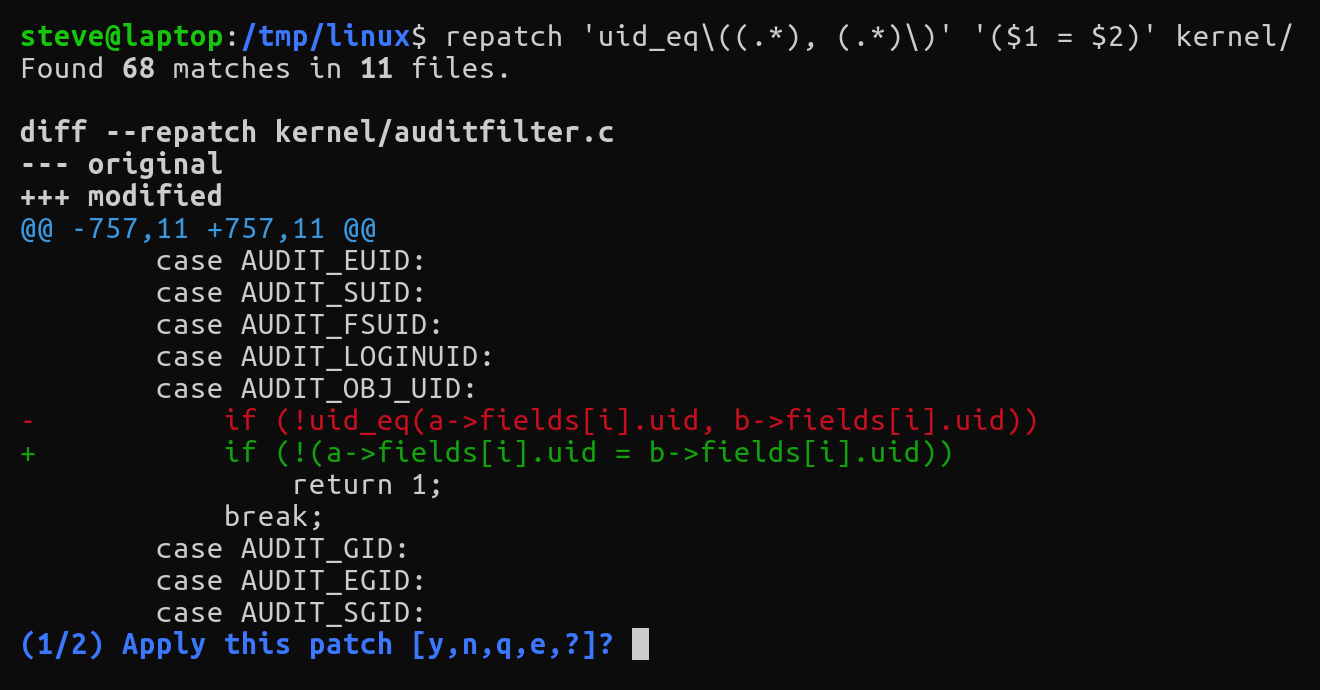 steve@laptop:/tmp/linux$ repatch 'uid_eq\((.*), (.*)\)' '($1 = $2)' kernel/
Found 68 matches in 11 files.
diff --repatch kernel/auditfilter.c
--- original
+++ modified
@@ -757,11 +757,11 @@
        case AUDIT_EUID:
        case AUDIT_SUID:
        case AUDIT_FSUID:
        case AUDIT_LOGINUID:
        case AUDIT_OBJ_UID:
-           if (!uid_eq(a->fields[i].uid, b->fields[i].uid))
+           if (!(a->fields[i].uid = b->fields[i].uid))
                return 1;
            break;
        case AUDIT_GID:
        case AUDIT_EGID:
        case AUDIT_SGID:
(1/2) Apply this patch [y,n,q,e,?]?